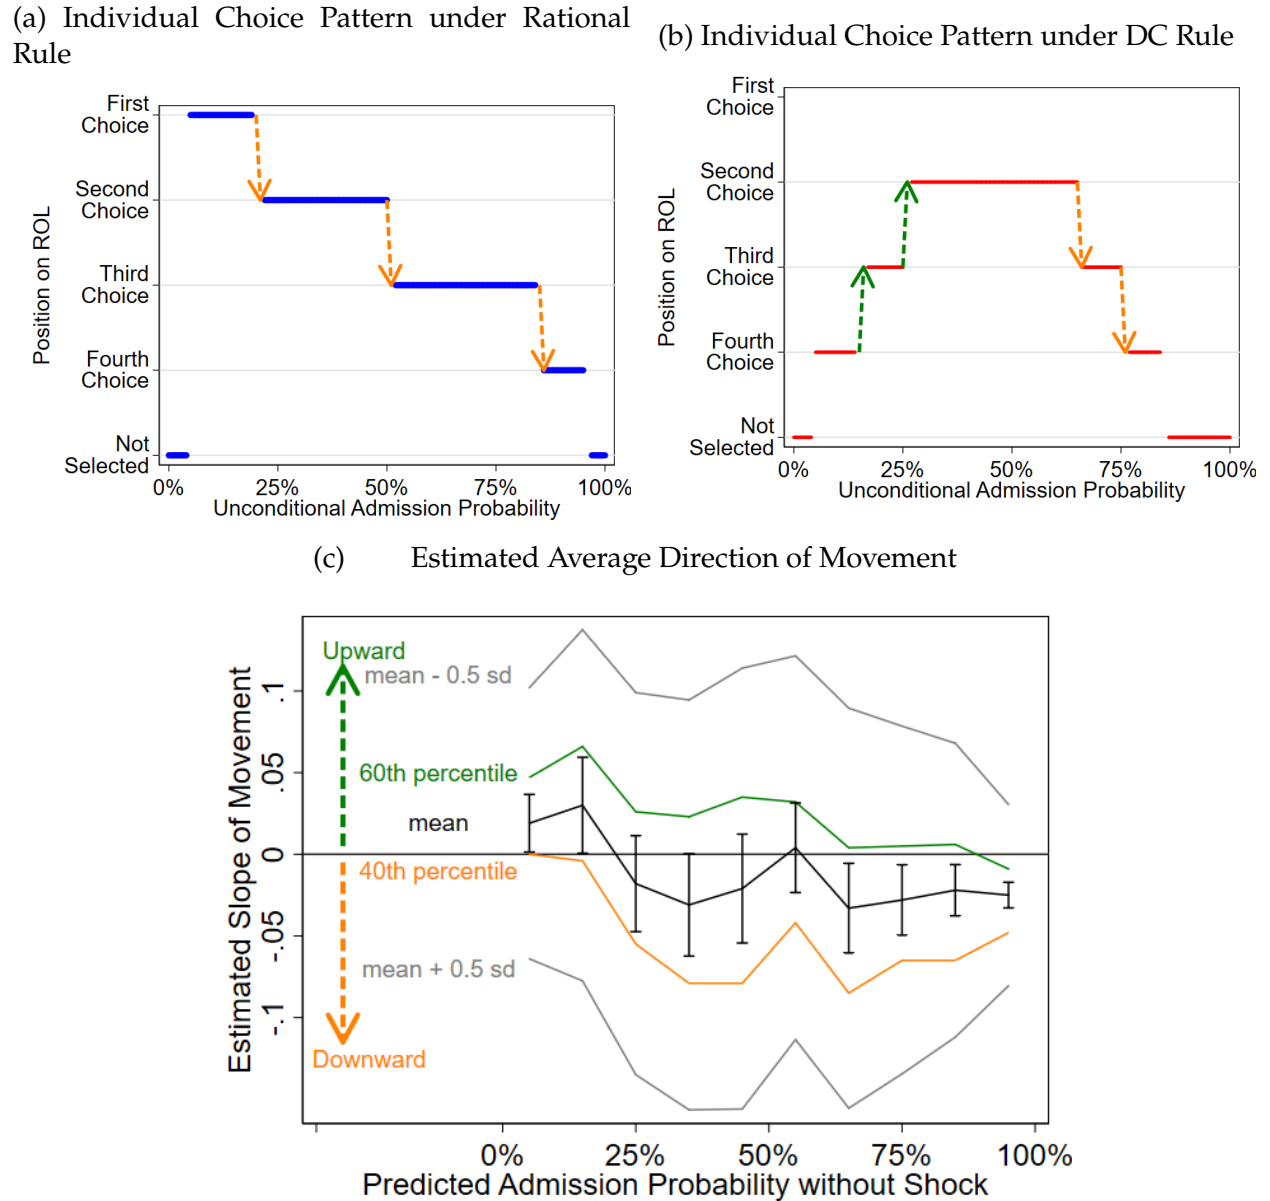 (a) Individual Choice Pattern under Rational
Rule
First
Choice
Second
Choice
Third
Choice
Fourth
Choice
Not
Selected
Position on ROL
0% 25% 50% 75% 100%
Unconditional Admission Probability
(b) Individual Choice Pattern under DC Rule
First
Choice
Second
Choice
Third
Choice
Fourth
Choice
Not
Selected
Position on ROL
0% 25% 50% 75% 100%
Unconditional Admission Probability
(c) Estimated Average Direction of Movement
Estimated Slope of Movement
.1
.05
0
-.05
-.1
Upward
mean - 0.5 sd
60th percentile
mean
40th percentile
mean + 0.5 sd
Downward
0% 25% 50% 75% 100%
Predicted Admission Probability without Shock